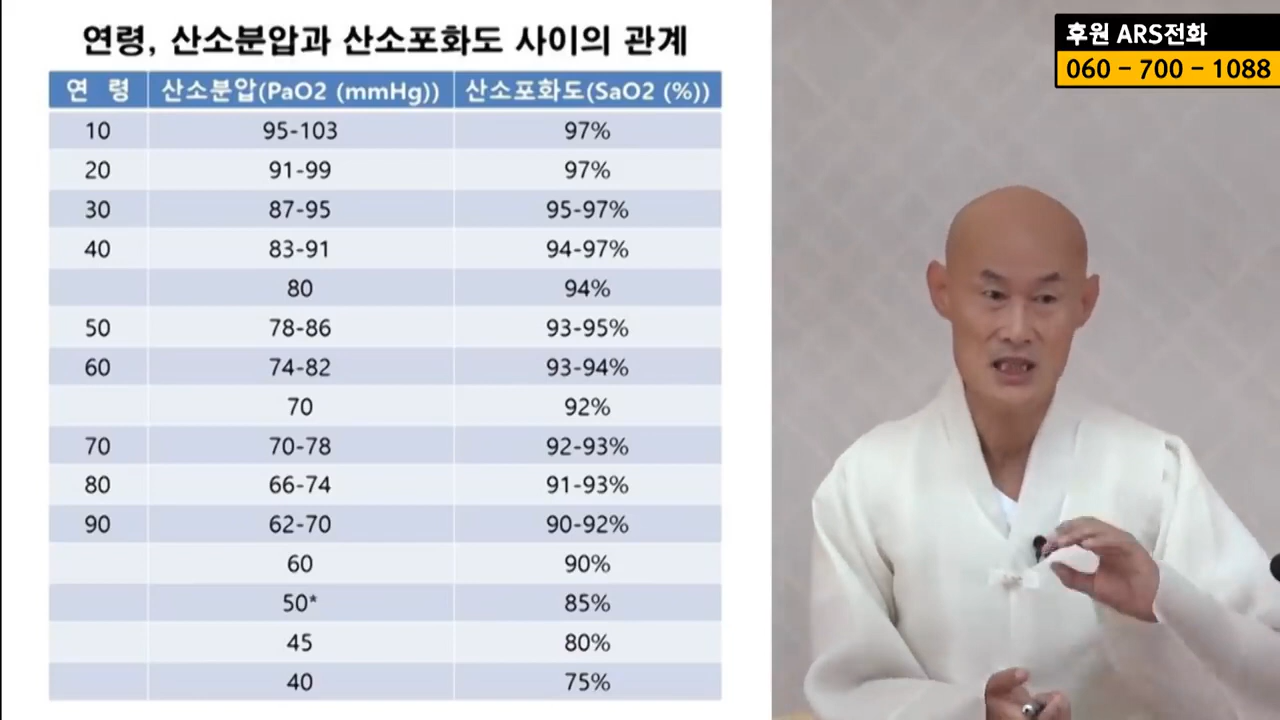 연령, 산소분압과 산소포화도 사이의 관계
연 령 산소분압(PaO2 (mmHg)) 산소포화도(SaO2 (%))
10 95-103 97%
20 91-99 97%
30 87-95 95-97%
40 83-91 94-97%
80 94%
50 78-86 93-95%
60 74-82 93-94%
70 92%
70 70-78 92-93%
80 66-74 91-93%
90 62-70 90-92%
60 90%
50* 85%
45 80%
40 75%
후원 ARS전화
060 - 700 - 1088